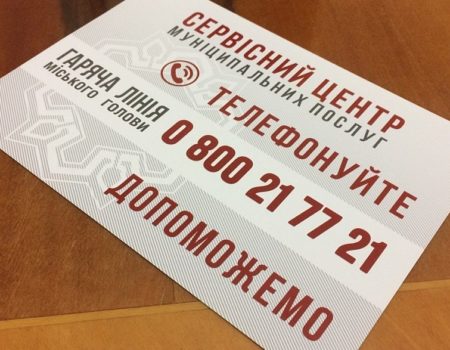 СЕРВІСНИЙ ЦЕНТР
МУНІЦИПАЛЬНИХ ПОСЛУГ
ТЕЛЕФОНУЙТЕ
ГАРЯЧА ЛІНІЯ
МІСЬКОГО ГОЛОВИ
0 800 21 77 21
ДОПОМОЖЕМО